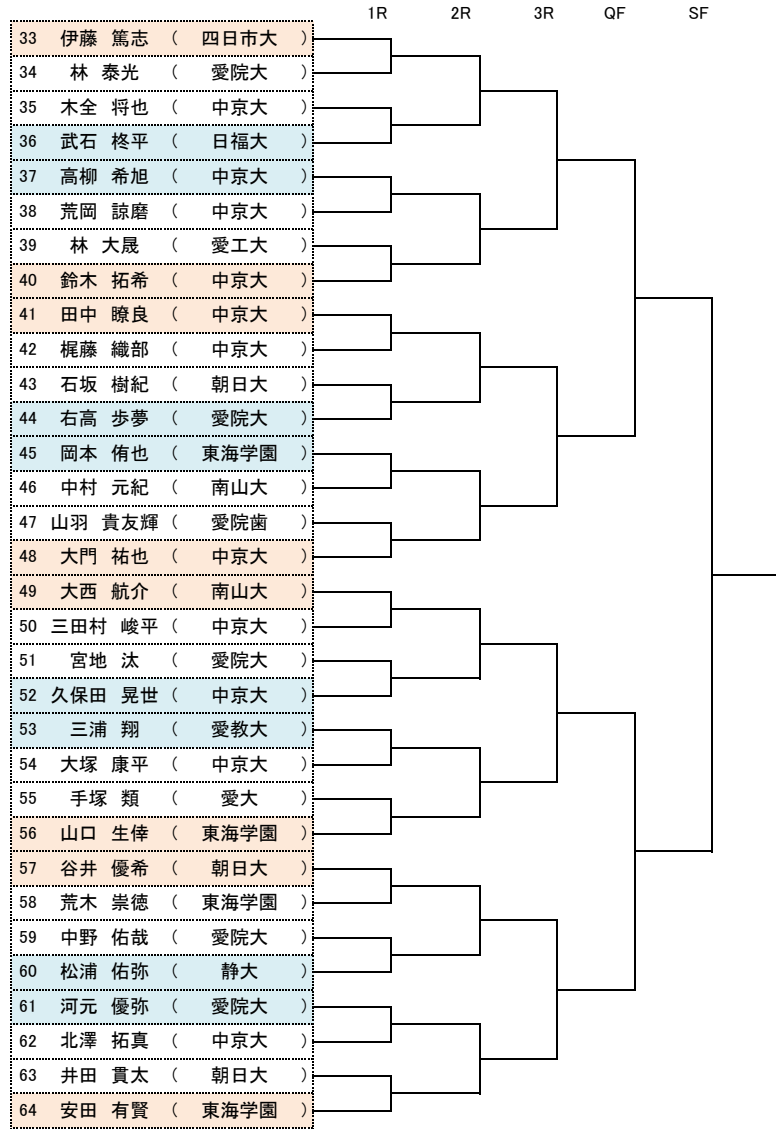 1R 2R 3R QF SF
33 伊藤 篤志 ( 四日市大 )
34 林 泰光 ( 愛院大 )
35 木全 将也 ( 中京大 )
36 武石 柊平 ( 日福大 )
37 高柳 希旭 ( 中京大 )
38 荒岡 諒磨 ( 中京大 )
39 林 大晟 ( 愛工大 )
40 鈴木 拓希 ( 中京大 )
41 田中 瞭良 ( 中京大 )
42 梶藤 織部 ( 中京大 )
43 石坂 樹紀 ( 朝日大 )
44 右高 歩夢 ( 愛院大 )
45 岡本 侑也 ( 東海学園 )
46 中村 元紀 ( 南山大 )
47 山羽 貴友輝 ( 愛院歯 )
48 大門 祐也 ( 中京大 )
49 大西 航介 ( 南山大 )
50 三田村 峻平 ( 中京大 )
51 宮地 汰 ( 愛院大 )
52 久保田 晃世 ( 中京大 )
53 三浦 翔 ( 愛教大 )
54 大塚 康平 ( 中京大 )
55 手塚 類 ( 愛大 )
56 山口 生倖 ( 東海学園 )
57 谷井 優希 ( 朝日大 )
58 荒木 崇徳 ( 東海学園 )
59 中野 佑哉 ( 愛院大 )
60 松浦 佑弥 ( 静大 )
61 河元 優弥 ( 愛院大 )
62 北澤 拓真 ( 中京大 )
63 井田 貫太 ( 朝日大 )
64 安田 有賢 ( 東海学園 )